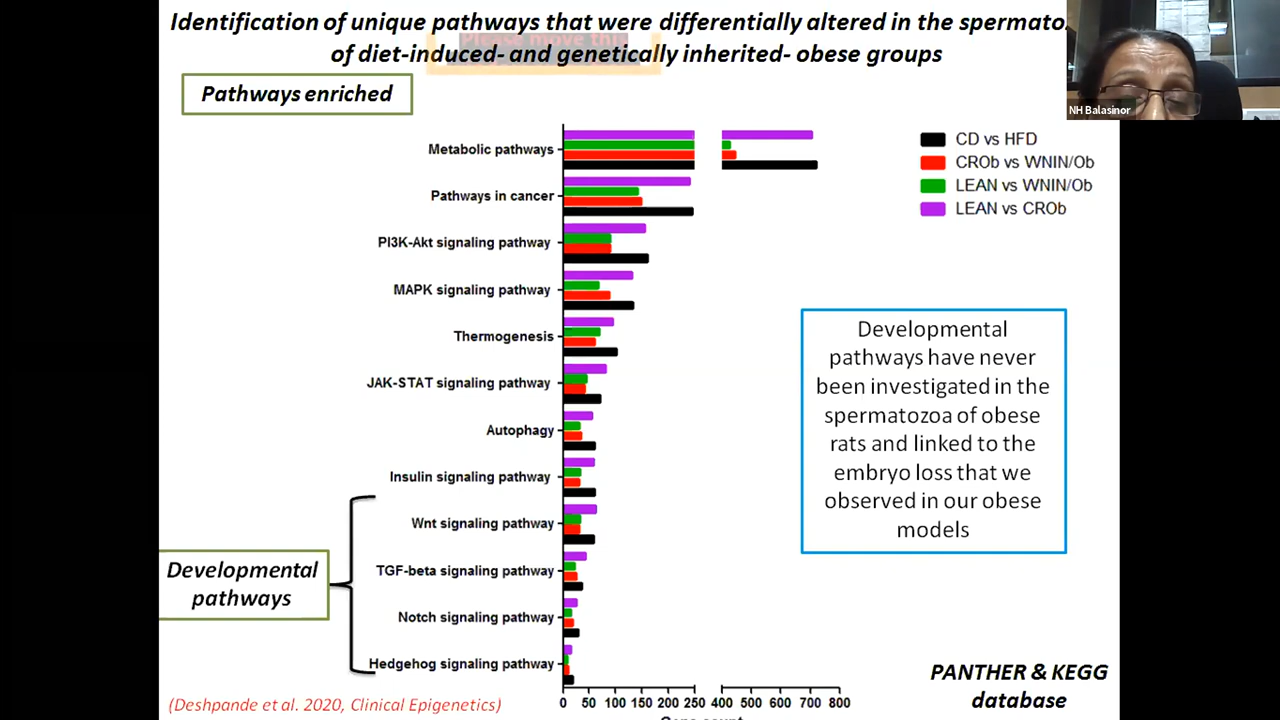 Identification of unique pathways that were differentially altered in the
of diet-induced- and genetically inherited- obese groups
Please move this
NH Balasinor
Pathways enriched
Metabolic pathways
Pathways in cancer
PI3K-Akt signaling pathway
MAPK signaling pathway
Thermogenesis
JAK-STAT signaling pathway
Autophagy
Insulin signaling pathway
Wnt signaling pathway
TGF-beta signaling pathway
Notch signaling pathway
Hedgehog signaling pathway
0 50 100 150 200 250 400 500 600 700 800
CD vs HFD
CROb vs WNIN/Ob
LEAN vs WNIN/Ob
LEAN vs CROb
Developmental
pathways have never
been investigated in the
spermatozoa of obese
rats and linked to the
embryo loss that we
observed in our obese
models
Developmental
pathways
(Deshpande et al. 2020, Clinical Epigenetics)
PANTHER & KEGG
database